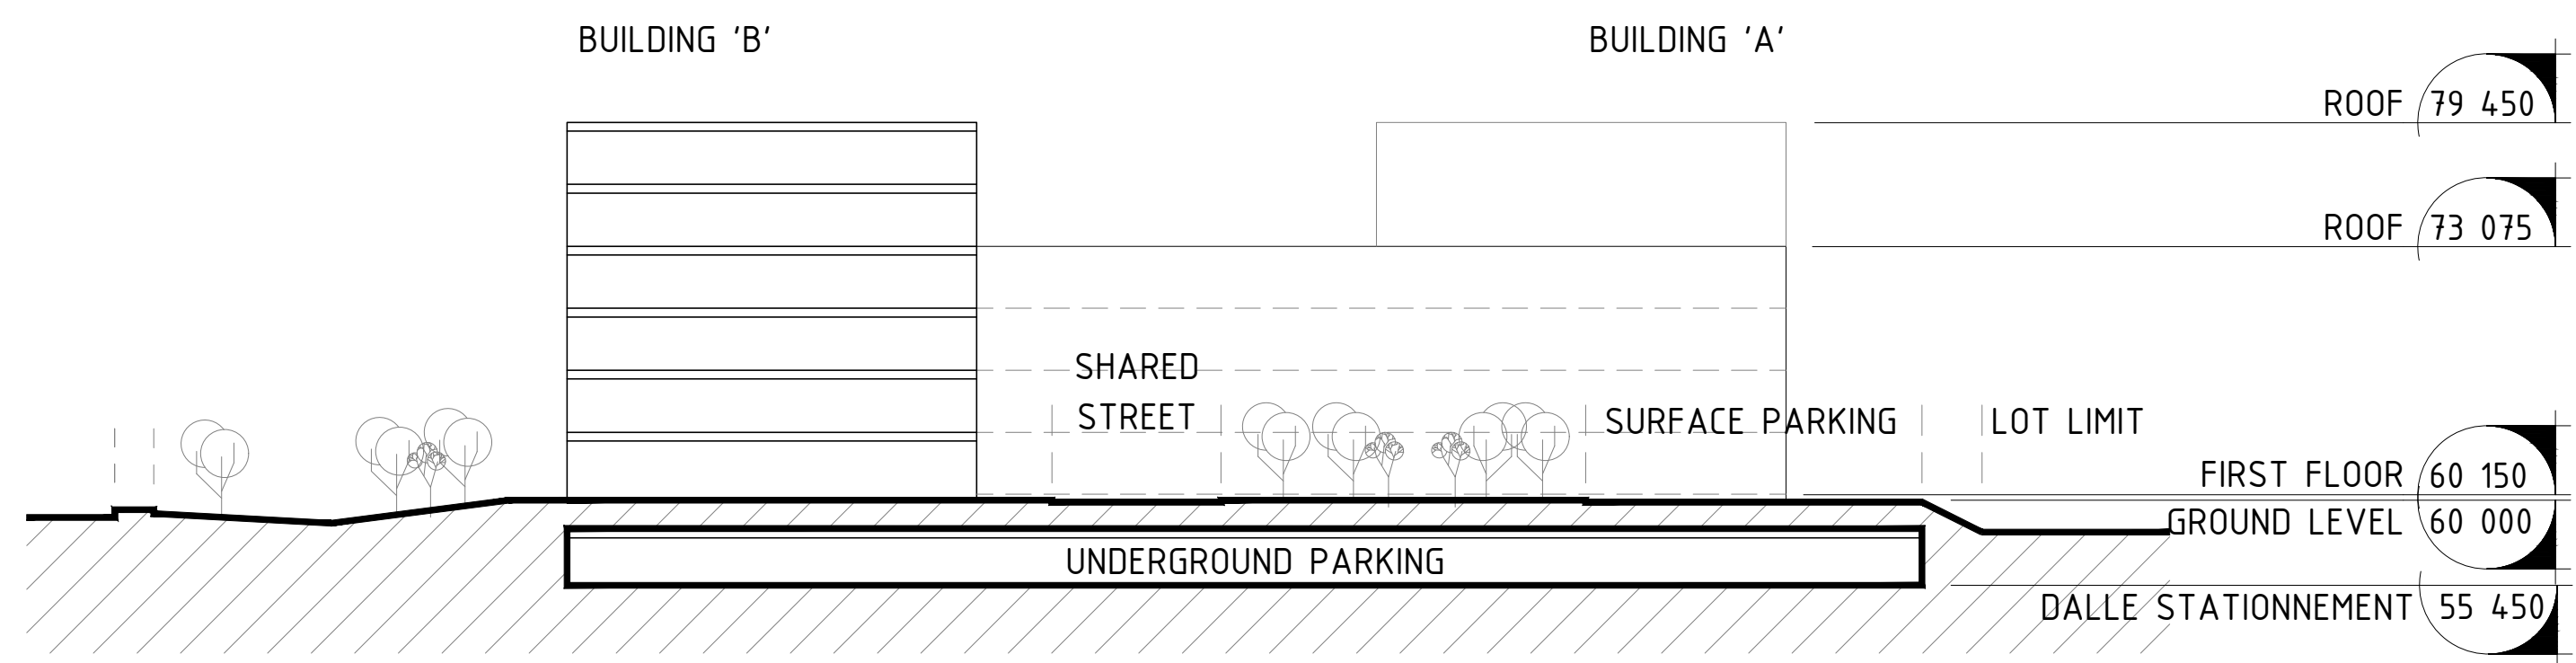 BUILDING 'B'
BUILDING 'A'
ROOF 79 450
ROOF 73 075
SHARED
STREET
SURFACE PARKING
LOT LIMIT
FIRST FLOOR 60 150
GROUND LEVEL 60 000
UNDERGROUND PARKING
DALLE STATIONNEMENT 55 450